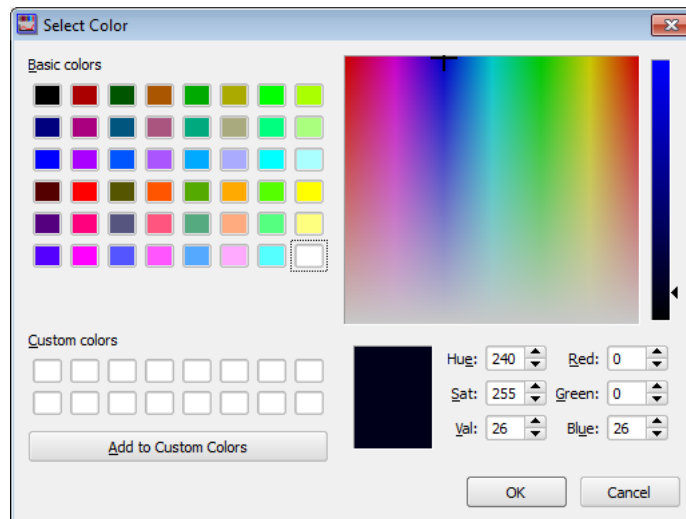 Select Color
Basic colors
Custom colors
Add to Custom Colors
Hue: 240 Red: 0
Sat: 255 Green: 0
Val: 26 Blue: 26
OK Cancel